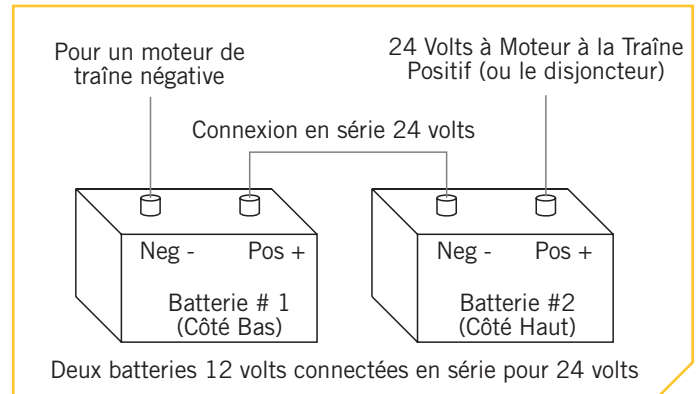 Pour un moteur de
traîne négative
24 Volts à Moteur à la Traîne
Positif (ou le disjoncteur)
Connexion en série 24 volts
Neg -
Pos +
Neg -
Pos +
Batterie # 1
(Côté Bas)
Batterie #2
(Côté Haut)
Deux batteries 12 volts connectées en série pour 24 volts